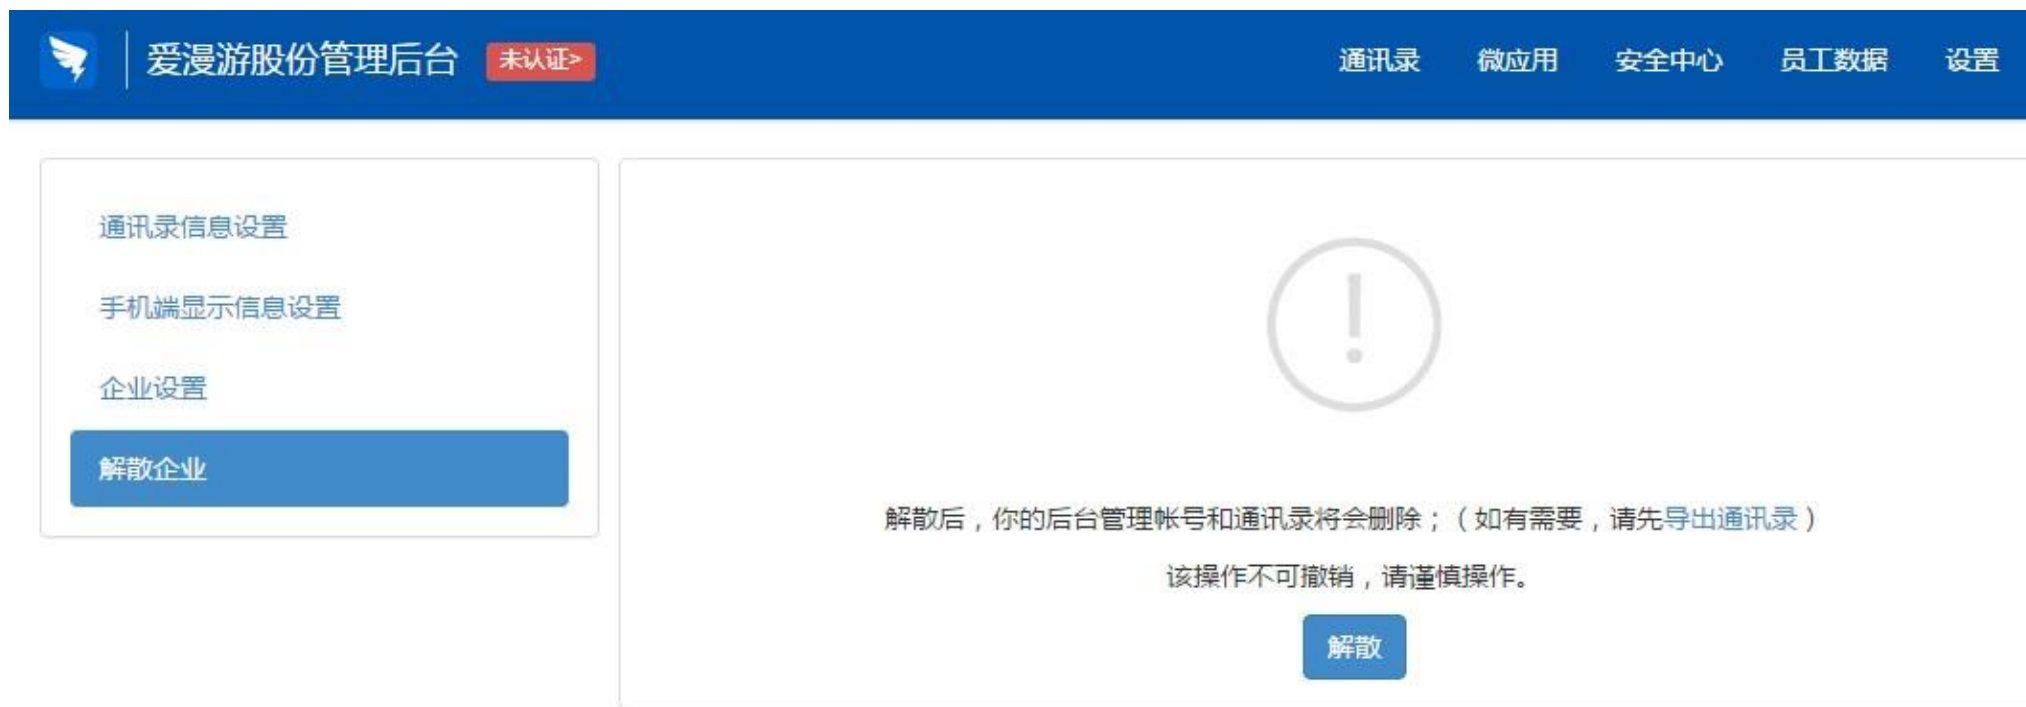 爱漫游股份管理后台 未认证>
通讯录 微应用 安全中心 员工数据 设置
通讯录信息设置
手机端显示信息设置
企业设置
解散企业
解散后，你的后台管理帐号和通讯录将会删除；（如有需要，请先导出通讯录）
该操作不可撤销，请谨慎操作。
解散